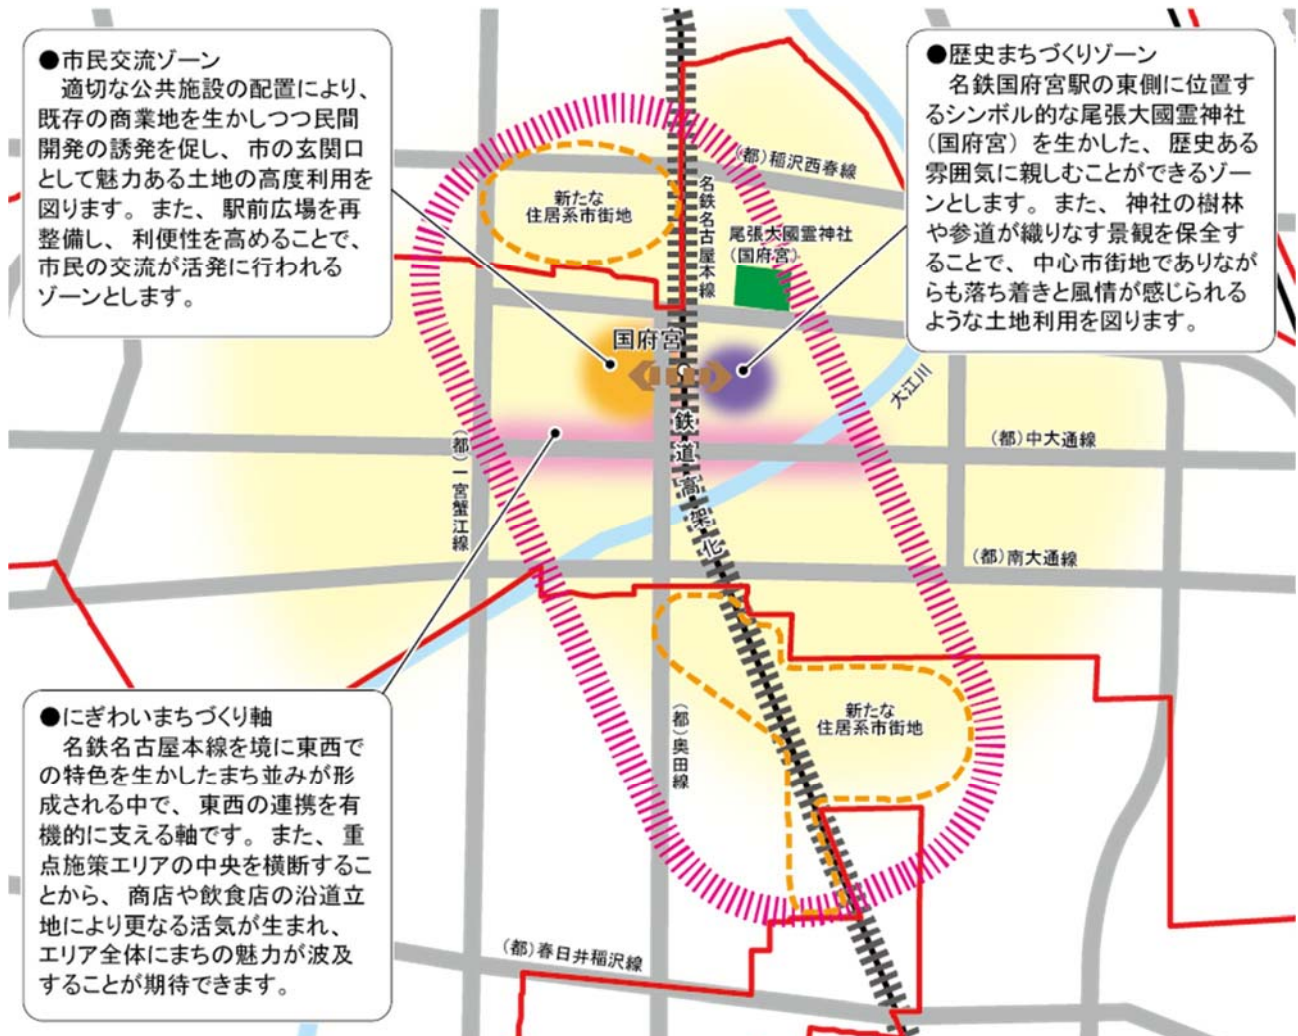 ●市民交流ゾーン
適切な公共施設の配置により、
既存の商業地を生かしつつ民間
開発の誘発を促し、市の玄関口
として魅力ある土地の高度利用を
図ります。また、駅前広場を再
整備し、利便性を高めることで、
市民の交流が活発に行われる
ゾーンとします。
●歴史まちづくりゾーン
名鉄国府宮駅の東側に位置す
るシンボル的な尾張大國霊神社
(国府宮)を生かした、歴史ある
雰囲気に親しむことができるゾー
ンとします。また、神社の樹林
や参道が織りなす景観を保全す
ることで、中心市街地でありなが
らも落ち着きと風情が感じられる
ような土地利用を図ります。
(都)稲沢西春線
新たな
住居系市街地
名鉄名古屋本線
尾張大國霊神社
(国府宮)
国府宮
大江川
鉄道高架化
(都)中大通線
(都)一宮蟹江線
(都)南大通線
新たな
住居系市街地
(都)奥田線
●にぎわいまちづくり軸
名鉄名古屋本線を境に東西で
の特色を生かしたまち並みが形
成される中で、東西の連携を有
機的に支える軸です。また、重
点施策エリアの中央を横断するこ
とから、商店や飲食店の沿道立
地により更なる活気が生まれ、
エリア全体にまちの魅力が波及
することが期待できます。
(都)春日井稲沢線